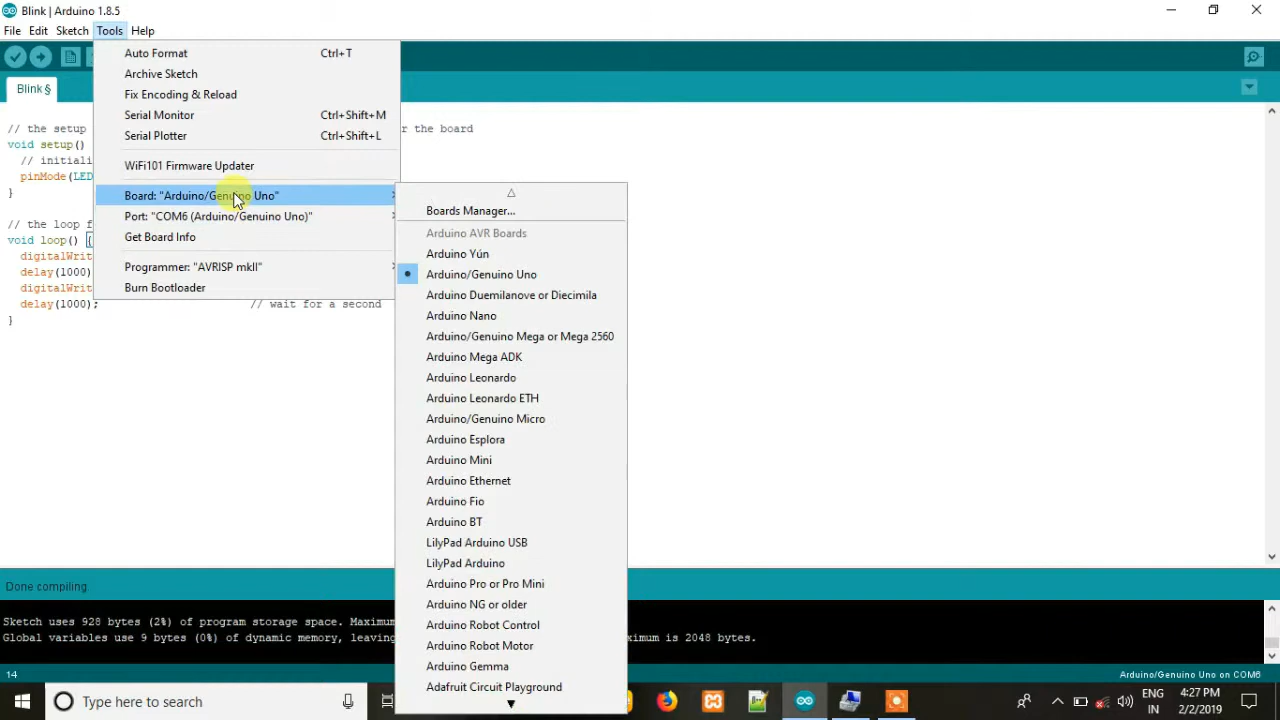 Blink | Arduino 1.8.5
File Edit Sketch Tools Help
Blink §
Auto Format Ctrl+T
Archive Sketch
Fix Encoding & Reload
Serial Monitor Ctrl+Shift+M
Serial Plotter Ctrl+Shift+L
WiFi101 Firmware Updater
Board: "Arduino/Genuino Uno"
Port: "COM6 (Arduino/Genuino Uno)"
Get Board Info
Programmer: "AVRISP mkII"
Burn Bootloader
Boards Manager...
Arduino AVR Boards
Arduino Yún
Arduino/Genuino Uno
Arduino Duemilanove or Diecimila
Arduino Nano
Arduino/Genuino Mega or Mega 2560
Arduino Mega ADK
Arduino Leonardo
Arduino Leonardo ETH
Arduino/Genuino Micro
Arduino Esplora
Arduino Mini
Arduino Ethernet
Arduino Fio
Arduino BT
LilyPad Arduino USB
LilyPad Arduino
Arduino Pro or Pro Mini
Arduino NG or older
Arduino Robot Control
Arduino Robot Motor
Arduino Gemma
Adafruit Circuit Playground
// the setup r the board
void setup()
// initiali
pinMode(LED
}
// the loop f
void loop() {
digitalWrit
delay(1000)
digitalWrit
delay(1000); // wait for a second
}
Done compiling.
Sketch uses 928 bytes (2%) of program storage space. Maximum
Global variables use 9 bytes (0%) of dynamic memory, leaving ximum is 2048 bytes.
14 Arduino/Genuino Uno on COM6
Type here to search
ENG
IN
4:27 PM
2/2/2019